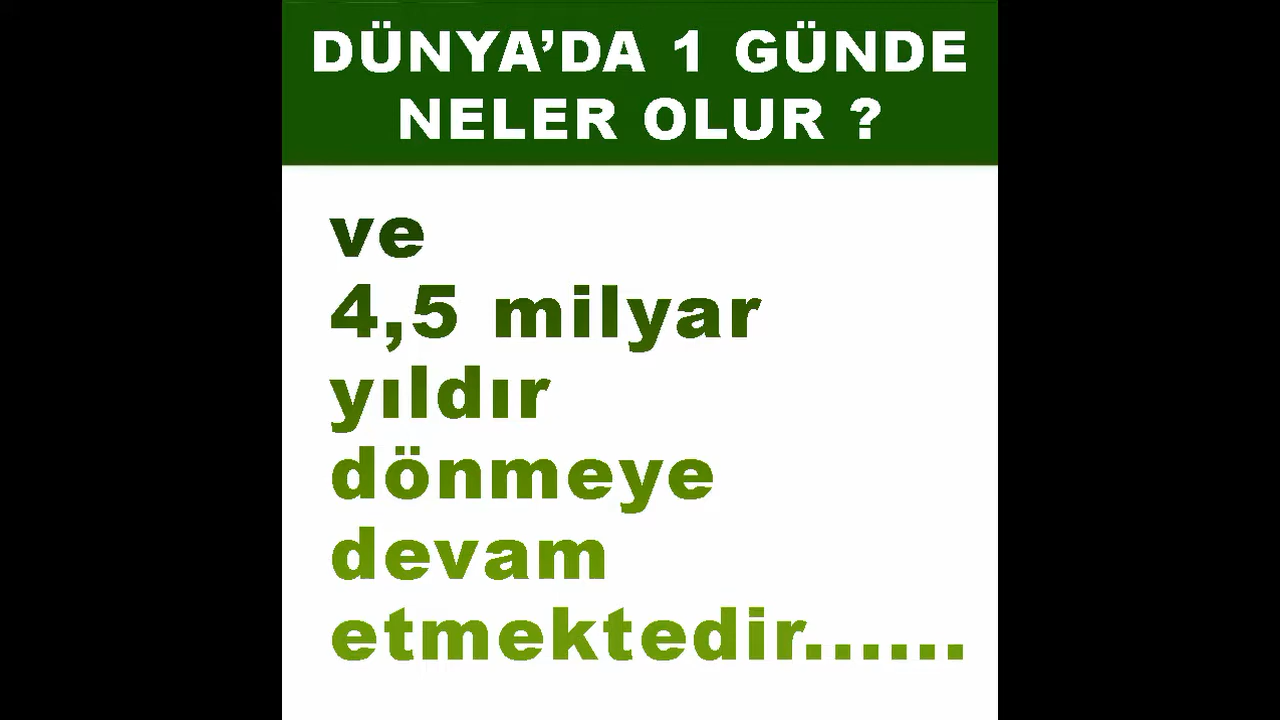 DÜNYA’DA 1 GÜNDE
NELER OLUR ?
ve
4,5 milyar
yıldır
dönmeye
devam
etmektedir......